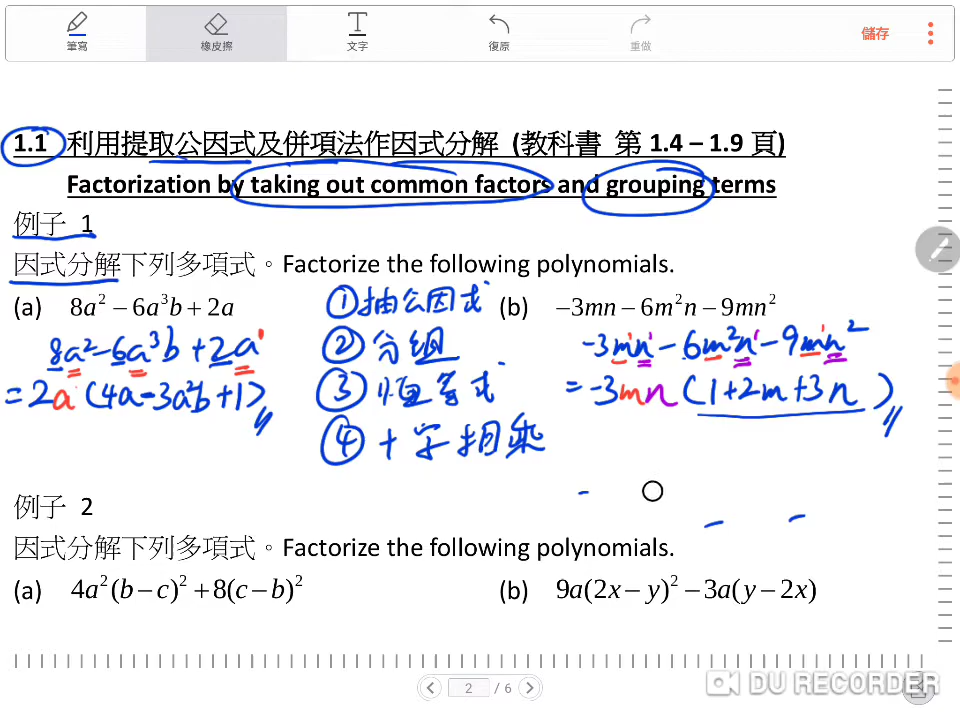 筆寫 橡皮擦 文字 復原 重做 儲存
1.1 利用提取公因式及併項法作因式分解 (教科書 第 1.4 – 1.9 頁)
Factorization by taking out common factors and grouping terms
例子 1
因式分解下列多項式。Factorize the following polynomials.
(a) 8a² − 6a³b + 2a ①抽公因式 (b) −3mn − 6m²n − 9mn²
8a² − 6a³b + 2a¹ ②分組 −3m¹n¹ − 6m²n¹ − 9m¹n²
= 2a (4a − 3a²b + 1) ③恒等式 = −3mn (1 + 2m + 3n)
④十字相乘
例子 2
因式分解下列多項式。Factorize the following polynomials.
(a) 4a²(b − c)² + 8(c − b)² (b) 9a(2x − y)² − 3a(y − 2x)
2 / 6
DU RECORDER